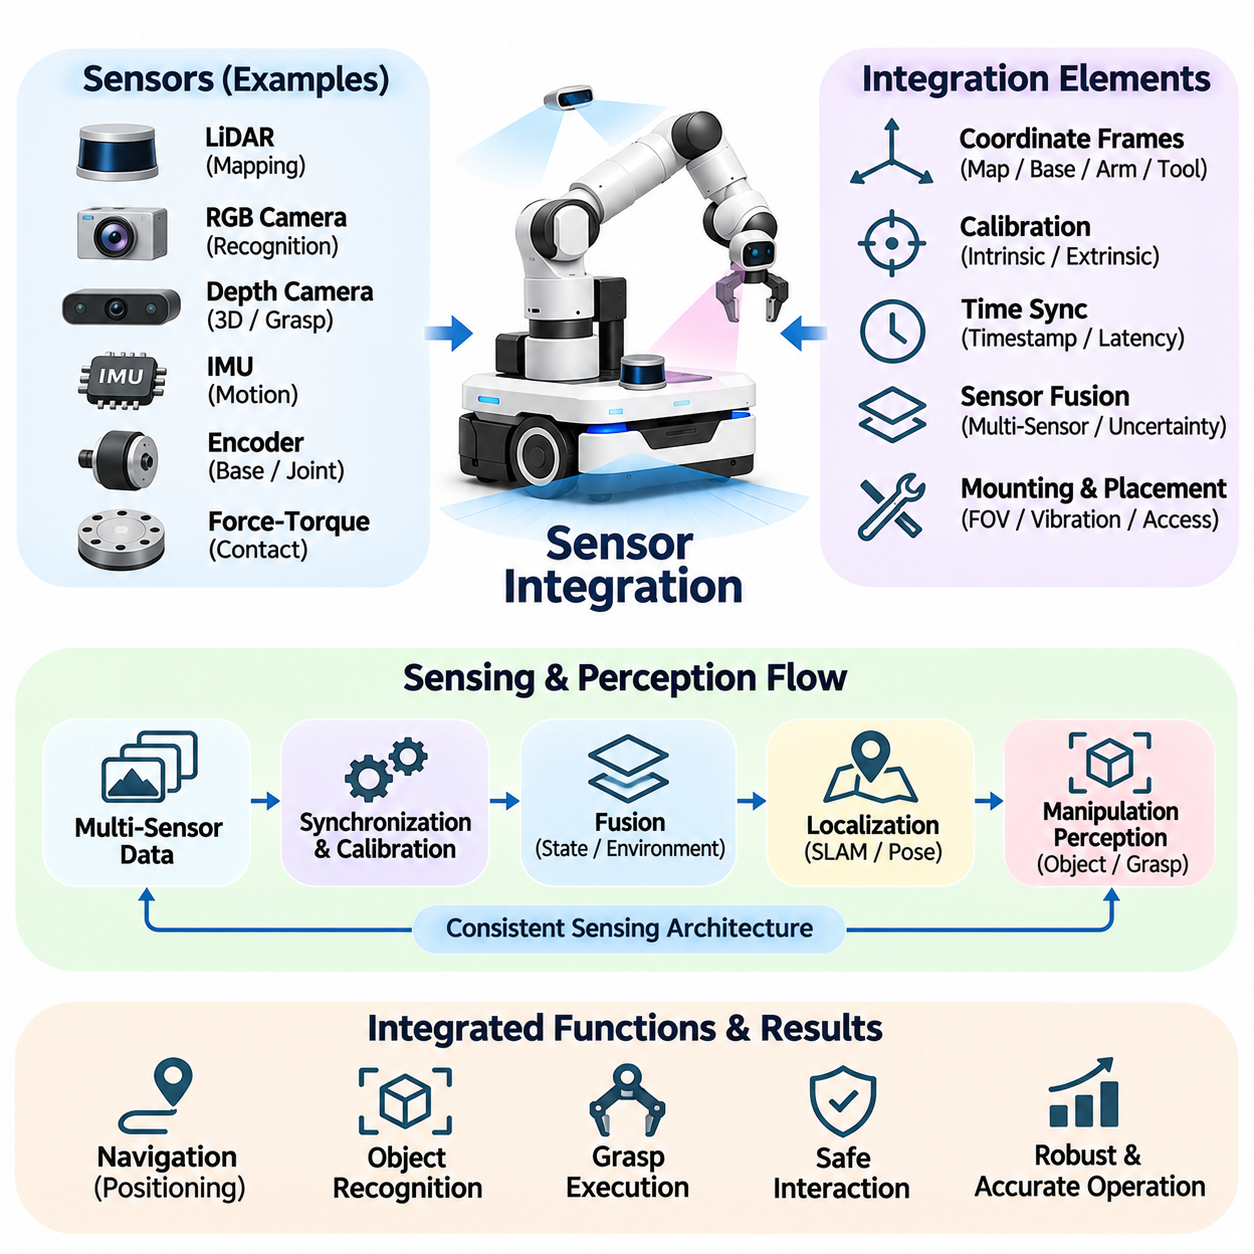 Sensors (Examples)
LiDAR
(Mapping)
RGB Camera
(Recognition)
Depth Camera
(3D / Grasp)
IMU
IMU
(Motion)
Encoder
(Base / Joint)
Force-Torque
(Contact)
Sensor
Integration
Integration Elements
Coordinate Frames
(Map / Base / Arm / Tool)
Calibration
(Intrinsic / Extrinsic)
Time Sync
(Timestamp / Latency)
Sensor Fusion
(Multi-Sensor / Uncertainty)
Mounting & Placement
(FOV / Vibration / Access)
Sensing & Perception Flow
Multi-Sensor
Data
Synchronization
& Calibration
Fusion
(State / Environment)
Localization
(SLAM / Pose)
Manipulation
Perception
(Object / Grasp)
Consistent Sensing Architecture
Integrated Functions & Results
Navigation
(Positioning)
Object
Recognition
Grasp
Execution
Safe
Interaction
Robust &
Accurate Operation